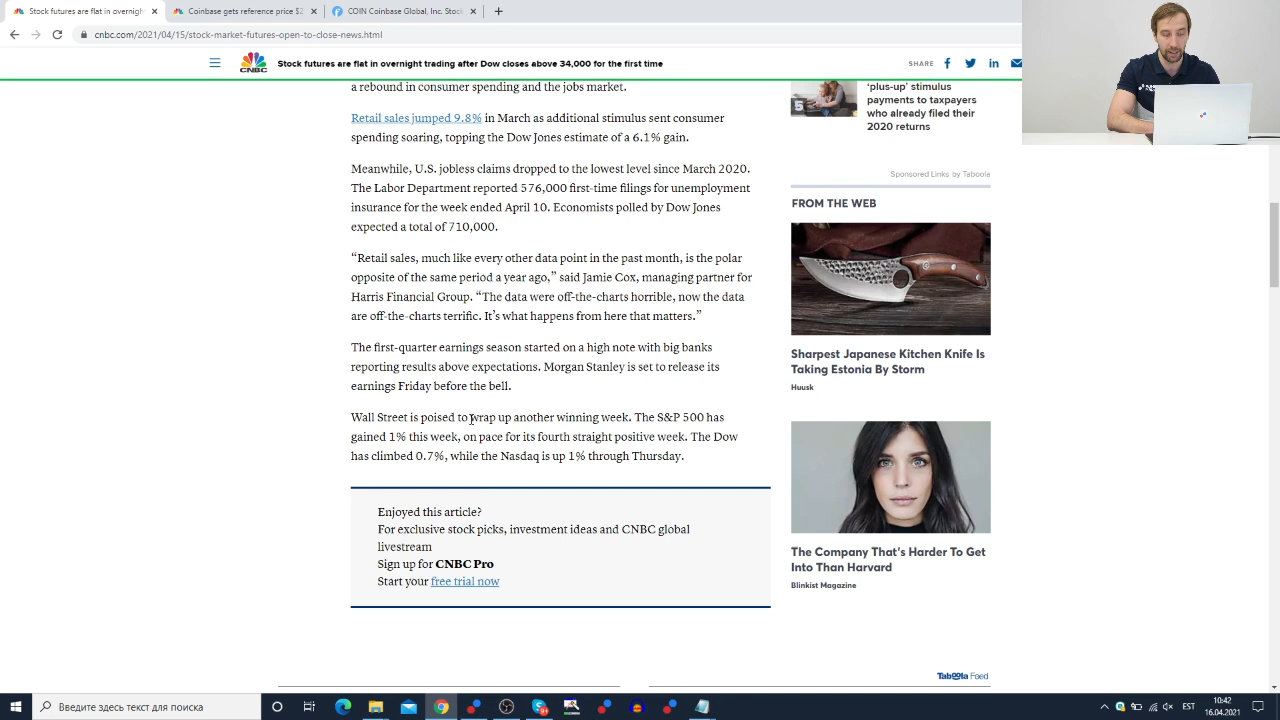 Stock futures are flat in over
Coinbase gets reference price $2
COIN Coinbase Global, Inc. Stock
cnbc.com/2021/04/15/stock-market-futures-open-to-close-news.html
CNBC
Stock futures are flat in overnight trading after Dow closes above 34,000 for the first time
SHARE
a rebound in consumer spending and the jobs market.
Retail sales jumped 9.8% in March as additional stimulus sent consumer
spending soaring, topping the Dow Jones estimate of a 6.1% gain.
Meanwhile, U.S. jobless claims dropped to the lowest level since March 2020.
The Labor Department reported 576,000 first-time filings for unemployment
insurance for the week ended April 10. Economists polled by Dow Jones
expected a total of 710,000.
“Retail sales, much like every other data point in the past month, is the polar
opposite of the same period a year ago,” said Jamie Cox, managing partner for
Harris Financial Group. “The data were off-the-charts horrible, now the data
are off-the-charts terrific. It’s what happens from here that matters.”
The first-quarter earnings season started on a high note with big banks
reporting results above expectations. Morgan Stanley is set to release its
earnings Friday before the bell.
Wall Street is poised to wrap up another winning week. The S&P 500 has
gained 1% this week, on pace for its fourth straight positive week. The Dow
has climbed 0.7%, while the Nasdaq is up 1% through Thursday.
Enjoyed this article?
For exclusive stock picks, investment ideas and CNBC global
livestream
Sign up for CNBC Pro
Start your free trial now
5
‘plus-up’ stimulus
payments to taxpayers
who already filed their
2020 returns
Sponsored Links by Taboola
FROM THE WEB
Sharpest Japanese Kitchen Knife Is
Taking Estonia By Storm
Huusk
The Company That’s Harder To Get
Into Than Harvard
Blinkist Magazine
Taboola Feed
Введите здесь текст для поиска
EST
10:42
16.04.2021